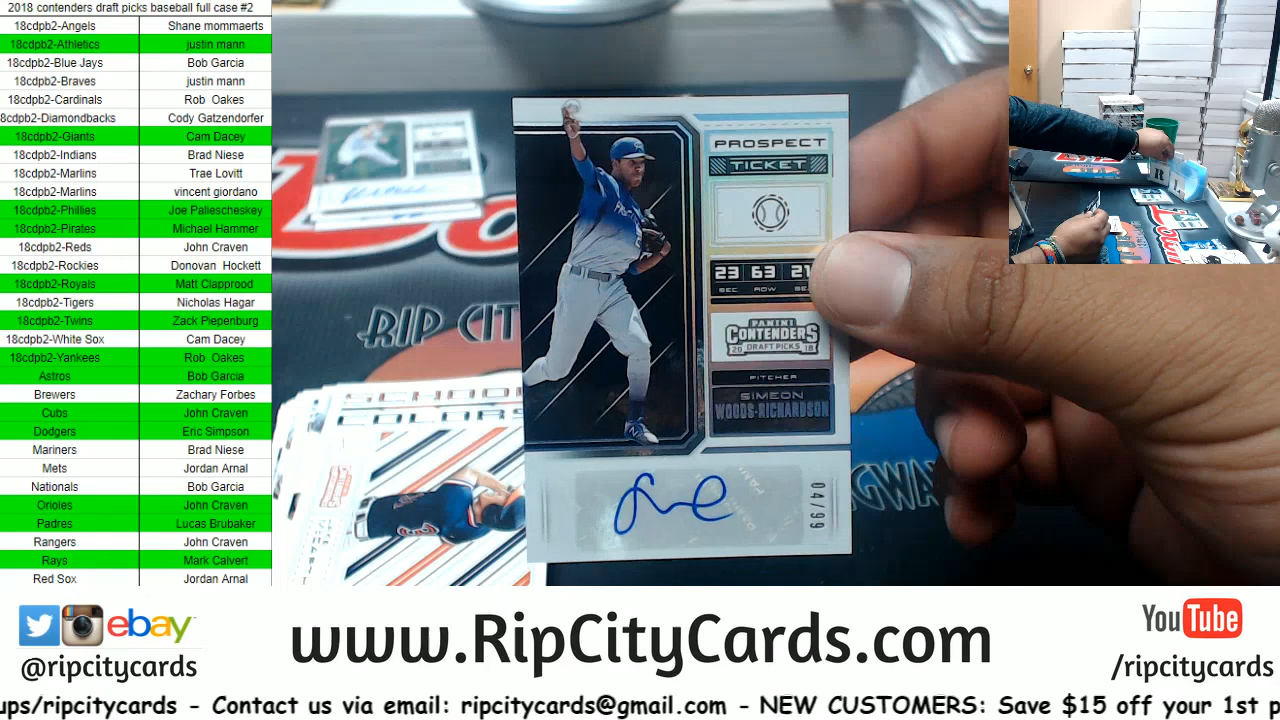 2018 contenders draft picks baseball full case #2
18cdpb2-Angels Shane mommaerts
18cdpb2-Athletics justin mann
18cdpb2-Blue Jays Bob Garcia
18cdpb2-Braves justin mann
18cdpb2-Cardinals Rob Oakes
8cdpb2-Diamondbacks Cody Gatzendorfer
18cdpb2-Giants Cam Dacey
18cdpb2-Indians Brad Niese
18cdpb2-Marlins Trae Lovitt
18cdpb2-Marlins vincent giordano
18cdpb2-Phillies Joe Paliescheskey
18cdpb2-Pirates Michael Hammer
18cdpb2-Reds John Craven
18cdpb2-Rockies Donovan Hockett
18cdpb2-Royals Matt Clapprood
18cdpb2-Tigers Nicholas Hagar
18cdpb2-Twins Zack Piepenburg
18cdpb2-White Sox Cam Dacey
18cdpb2-Yankees Rob Oakes
Astros Bob Garcia
Brewers Zachary Forbes
Cubs John Craven
Dodgers Eric Simpson
Mariners Brad Niese
Mets Jordan Arnal
Nationals Bob Garcia
Orioles John Craven
Padres Lucas Brubaker
Rangers John Craven
Rays Mark Calvert
Red Sox Jordan Arnal
PROSPECT
TICKET
23 63 21
SEC ROW
PANINI
CONTENDERS
20 DRAFT PICKS 18
PITCHER
SIMEON
WOODS-RICHARDSON
04/99
RIP CIT
ebay
@ripcitycards
www.RipCityCards.com
YouTube
/ripcitycards
ups/ripcitycards - Contact us via email: ripcitycards@gmail.com - NEW CUSTOMERS: Save $15 off your 1st p